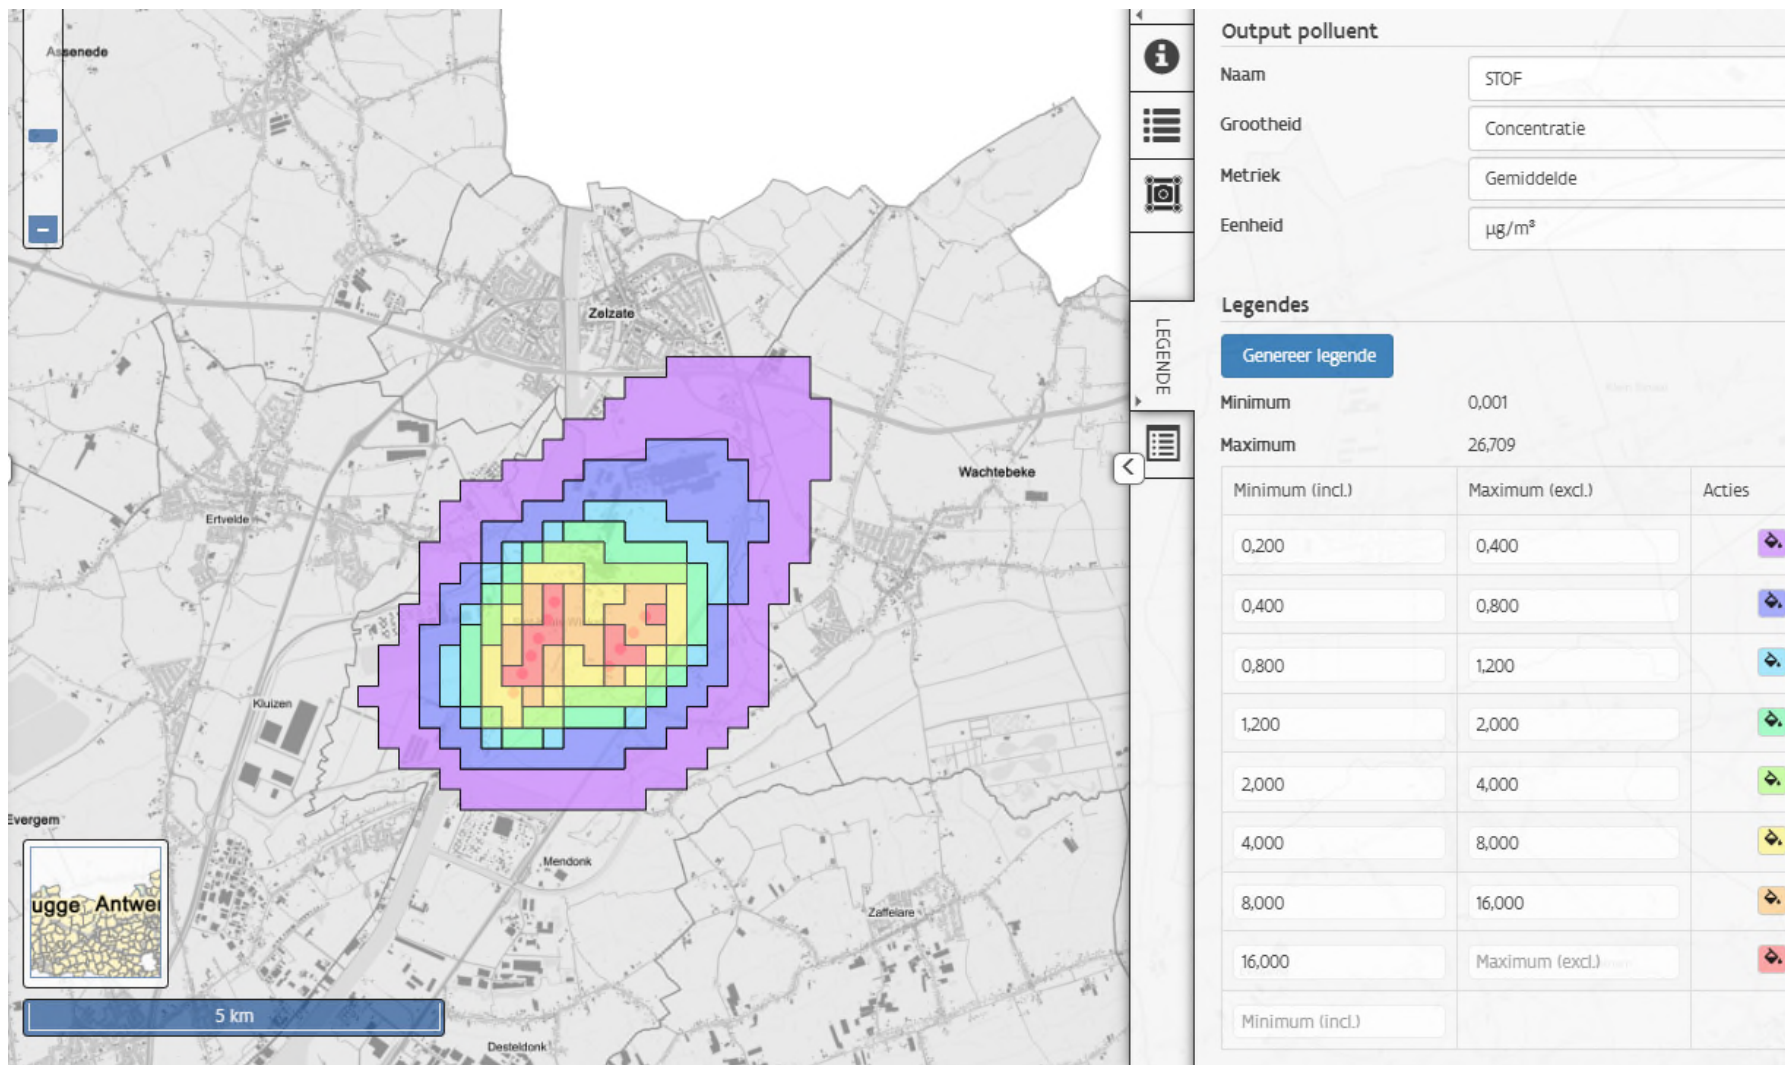 Assenede
Zelzate
Wachtebeke
Ertvelde
Kluizen
Evergem
Mendonk
Zaffelare
Desteldonk
ugge Antwe
5 km
LEGENDE
Output polluent
Naam
STOF
Grootheid
Concentratie
Metriek
Gemiddelde
Eenheid
µg/m³
Legendes
Genereer legende
Minimum
0,001
Maximum
26,709
Minimum (incl.) Maximum (excl.) Acties
0,200 0,400
0,400 0,800
0,800 1,200
1,200 2,000
2,000 4,000
4,000 8,000
8,000 16,000
16,000 Maximum (excl.)
Minimum (incl.)